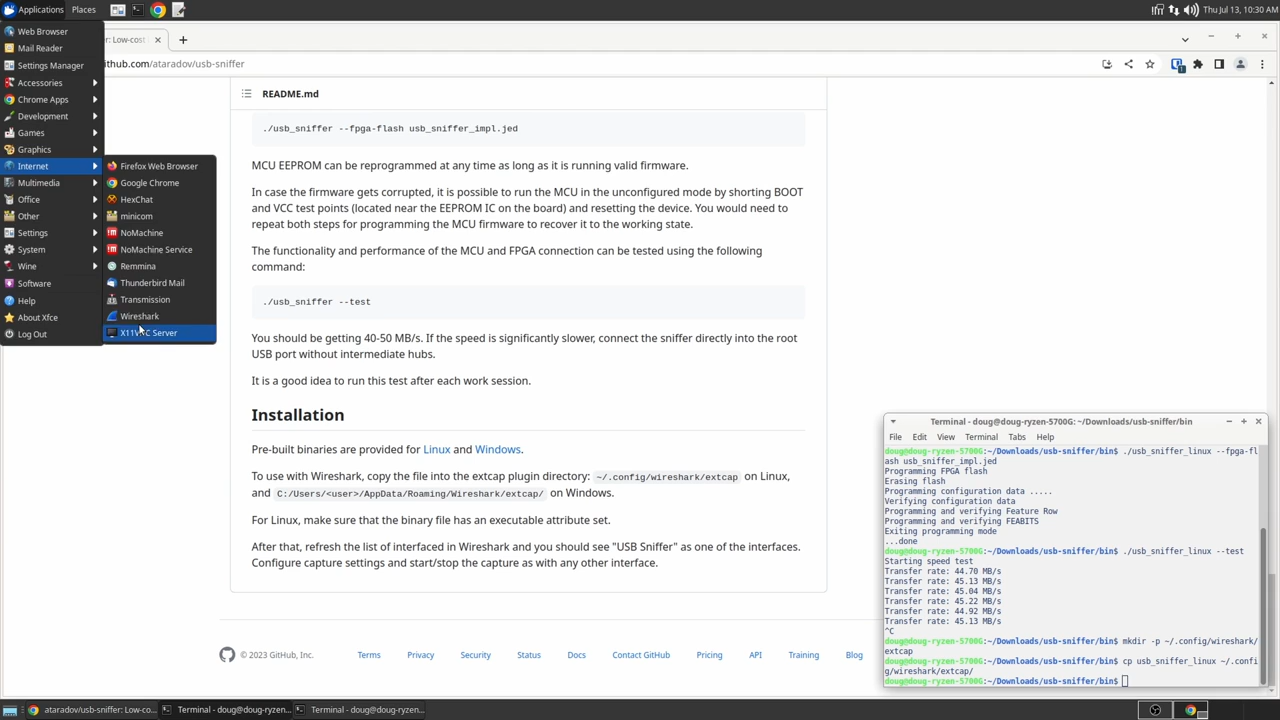 Applications
Places
Thu Jul 13, 10:30 AM
er: Low-cost
ithub.com/ataradov/usb-sniffer
Web Browser
Mail Reader
Settings Manager
Accessories
Chrome Apps
Development
Games
Graphics
Internet
Multimedia
Office
Other
Settings
System
Wine
Software
Help
About Xfce
Log Out
Firefox Web Browser
Google Chrome
HexChat
minicom
NoMachine
NoMachine Service
Remmina
Thunderbird Mail
Transmission
Wireshark
X11VNC Server
README.md
./usb_sniffer --fpga-flash usb_sniffer_impl.jed
MCU EEPROM can be reprogrammed at any time as long as it is running valid firmware.
In case the firmware gets corrupted, it is possible to run the MCU in the unconfigured mode by shorting BOOT
and VCC test points (located near the EEPROM IC on the board) and resetting the device. You would need to
repeat both steps for programming the MCU firmware to recover it to the working state.
The functionality and performance of the MCU and FPGA connection can be tested using the following
command:
./usb_sniffer --test
You should be getting 40-50 MB/s. If the speed is significantly slower, connect the sniffer directly into the root
USB port without intermediate hubs.
It is a good idea to run this test after each work session.
Installation
Pre-built binaries are provided for Linux and Windows.
To use with Wireshark, copy the file into the extcap plugin directory: ~/.config/wireshark/extcap on Linux,
and C:/Users/<user>/AppData/Roaming/Wireshark/extcap/ on Windows.
For Linux, make sure that the binary file has an executable attribute set.
After that, refresh the list of interfaced in Wireshark and you should see "USB Sniffer" as one of the interfaces.
Configure capture settings and start/stop the capture as with any other interface.
© 2023 GitHub, Inc.
Terms
Privacy
Security
Status
Docs
Contact GitHub
Pricing
API
Training
Blog
Terminal - doug@doug-ryzen-5700G: ~/Downloads/usb-sniffer/bin
File Edit View Terminal Tabs Help
doug@doug-ryzen-5700G:~/Downloads/usb-sniffer/bin$ ./usb_sniffer_linux --fpga-fl
ash usb_sniffer_impl.jed
Programming FPGA flash
Erasing flash
Programming configuration data .....
Verifying configuration data
Programming and verifying Feature Row
Programming and verifying FEABITS
Exiting programming mode
...done
doug@doug-ryzen-5700G:~/Downloads/usb-sniffer/bin$ ./usb_sniffer_linux --test
Starting speed test
Transfer rate: 44.70 MB/s
Transfer rate: 45.13 MB/s
Transfer rate: 45.04 MB/s
Transfer rate: 45.22 MB/s
Transfer rate: 44.92 MB/s
Transfer rate: 45.13 MB/s
^C
doug@doug-ryzen-5700G:~/Downloads/usb-sniffer/bin$ mkdir -p ~/.config/wireshark/
extcap
doug@doug-ryzen-5700G:~/Downloads/usb-sniffer/bin$ cp usb_sniffer_linux ~/.confi
g/wireshark/extcap/
doug@doug-ryzen-5700G:~/Downloads/usb-sniffer/bin$
ataradov/usb-sniffer: Low-co...
Terminal - doug@doug-ryzen...
Terminal - doug@doug-ryzen...